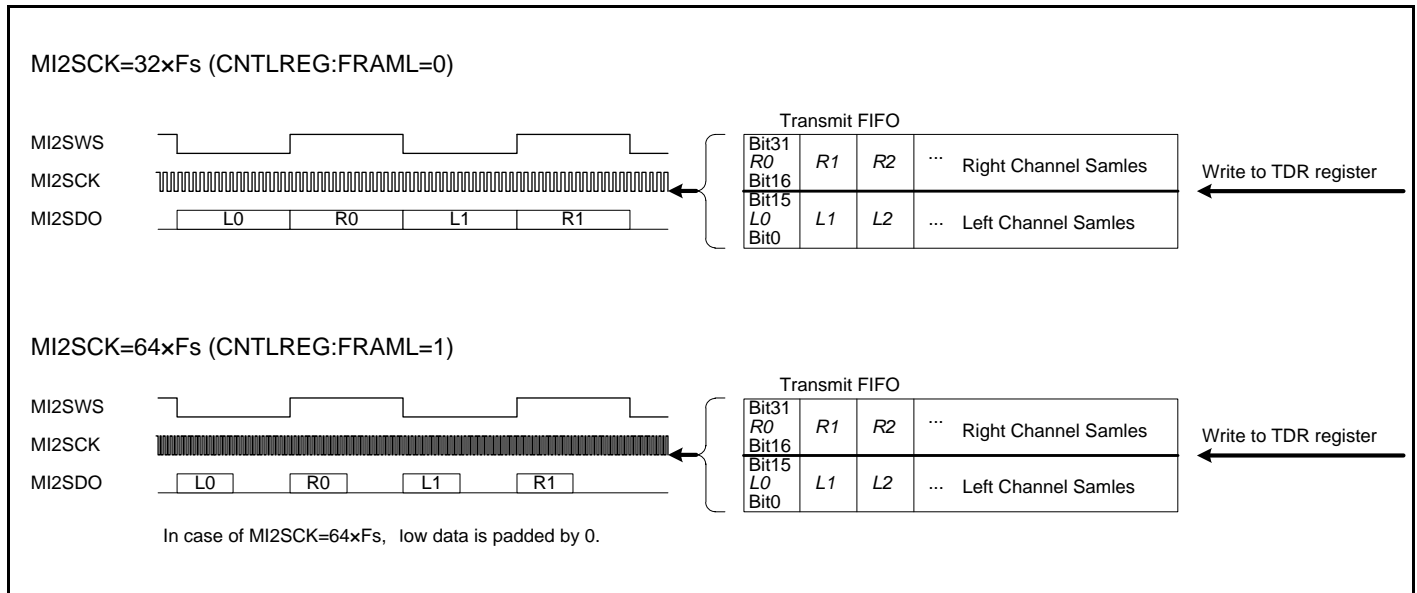 MI2SCK=32×Fs (CNTLREG:FRAML=0)
Transmit FIFO
MI2SWS
MI2SCK
MI2SDO
L0 R0 L1 R1
Bit31
R0 R1 R2 ... Right Channel Samles
Bit16
Bit15
L0 L1 L2 ... Left Channel Samles
Bit0
Write to TDR register
MI2SCK=64×Fs (CNTLREG:FRAML=1)
Transmit FIFO
MI2SWS
MI2SCK
MI2SDO
L0 R0 L1 R1
Bit31
R0 R1 R2 ... Right Channel Samles
Bit16
Bit15
L0 L1 L2 ... Left Channel Samles
Bit0
Write to TDR register
In case of MI2SCK=64×Fs, low data is padded by 0.